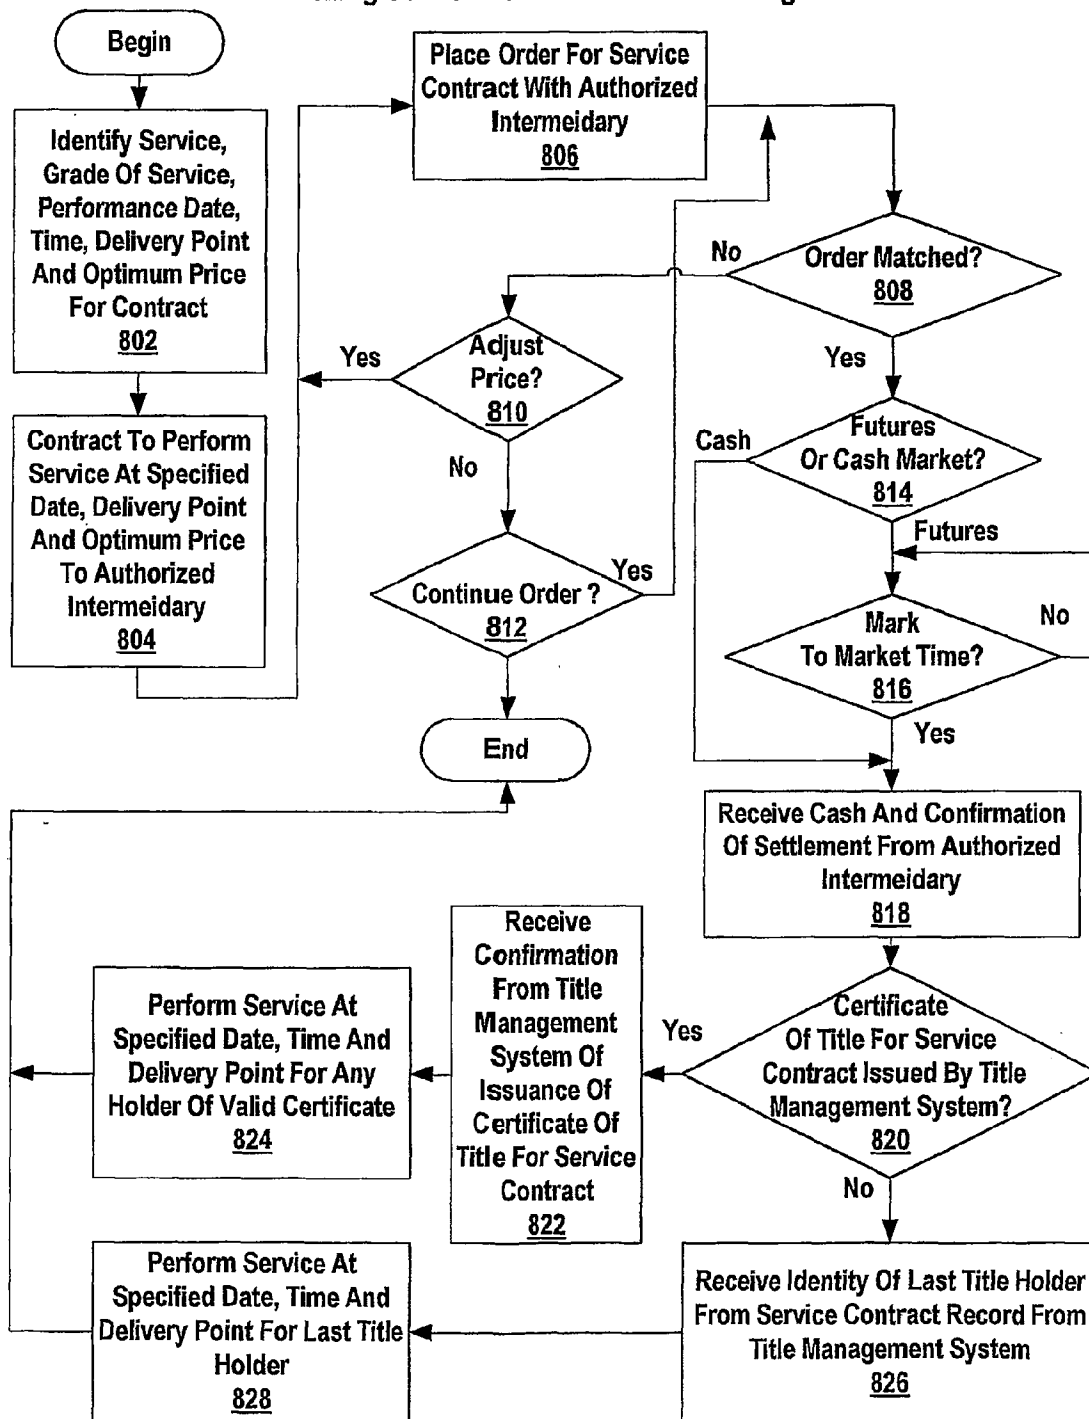 Begin
Identify Service,
Grade Of Service,
Performance Date,
Time, Delivery Point
And Optimum Price
For Contract
802
Contract To Perform
Service At Specified
Date, Delivery Point
And Optimum Price
To Authorized
Intermeidary
804
Place Order For Service
Contract With Authorized
Intermeidary
806
Order Matched?
808
No
Yes
Adjust
Price?
810
Yes
No
Continue Order ?
812
Yes
End
Futures
Or Cash Market?
814
Cash
Futures
Mark
To Market Time?
816
No
Yes
Receive Cash And Confirmation
Of Settlement From Authorized
Intermeidary
818
Certificate
Of Title For Service
Contract Issued By Title
Management System?
820
Yes
No
Receive
Confirmation
From Title
Management
System Of
Issuance Of
Certificate Of
Title For Service
Contract
822
Perform Service At
Specified Date, Time And
Delivery Point For Any
Holder Of Valid Certificate
824
Receive Identity Of Last Title Holder
From Service Contract Record From
Title Management System
826
Perform Service At
Specified Date, Time And
Delivery Point For Last Title
Holder
828